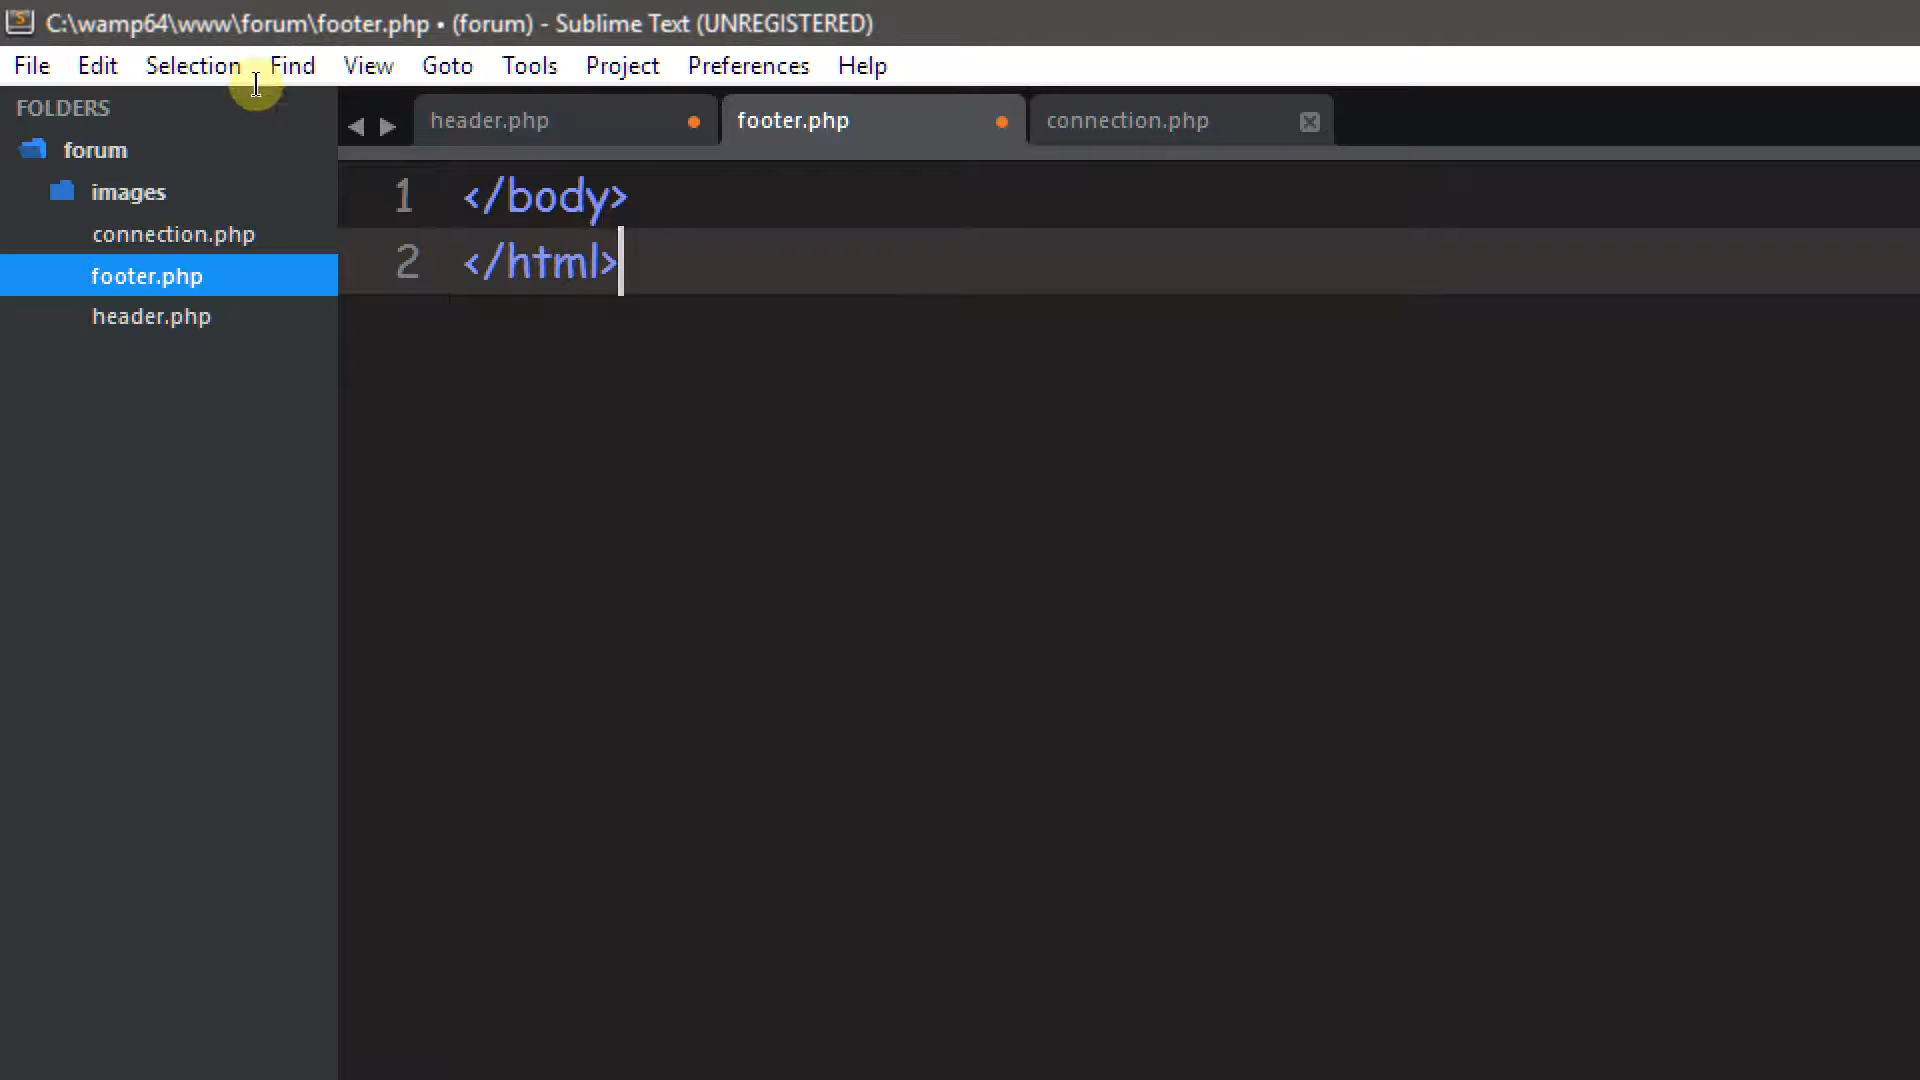 C:\wamp64\www\forum\footer.php • (forum) - Sublime Text (UNREGISTERED)
File Edit Selection Find View Goto Tools Project Preferences Help
FOLDERS
forum
images
connection.php
footer.php
header.php
header.php footer.php connection.php
1 </body>
2 </html>